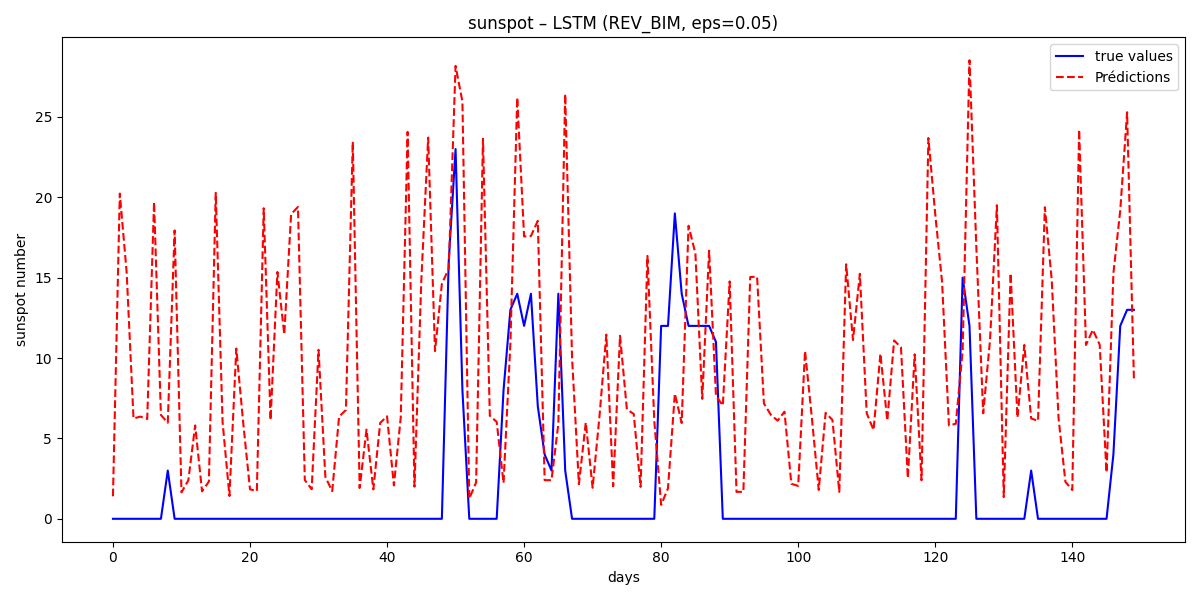 sunspot – LSTM (REV_BIM, eps=0.05)
true values
Prédictions
sunspot number
25
20
15
10
5
0
0 20 40 60 80 100 120 140
days